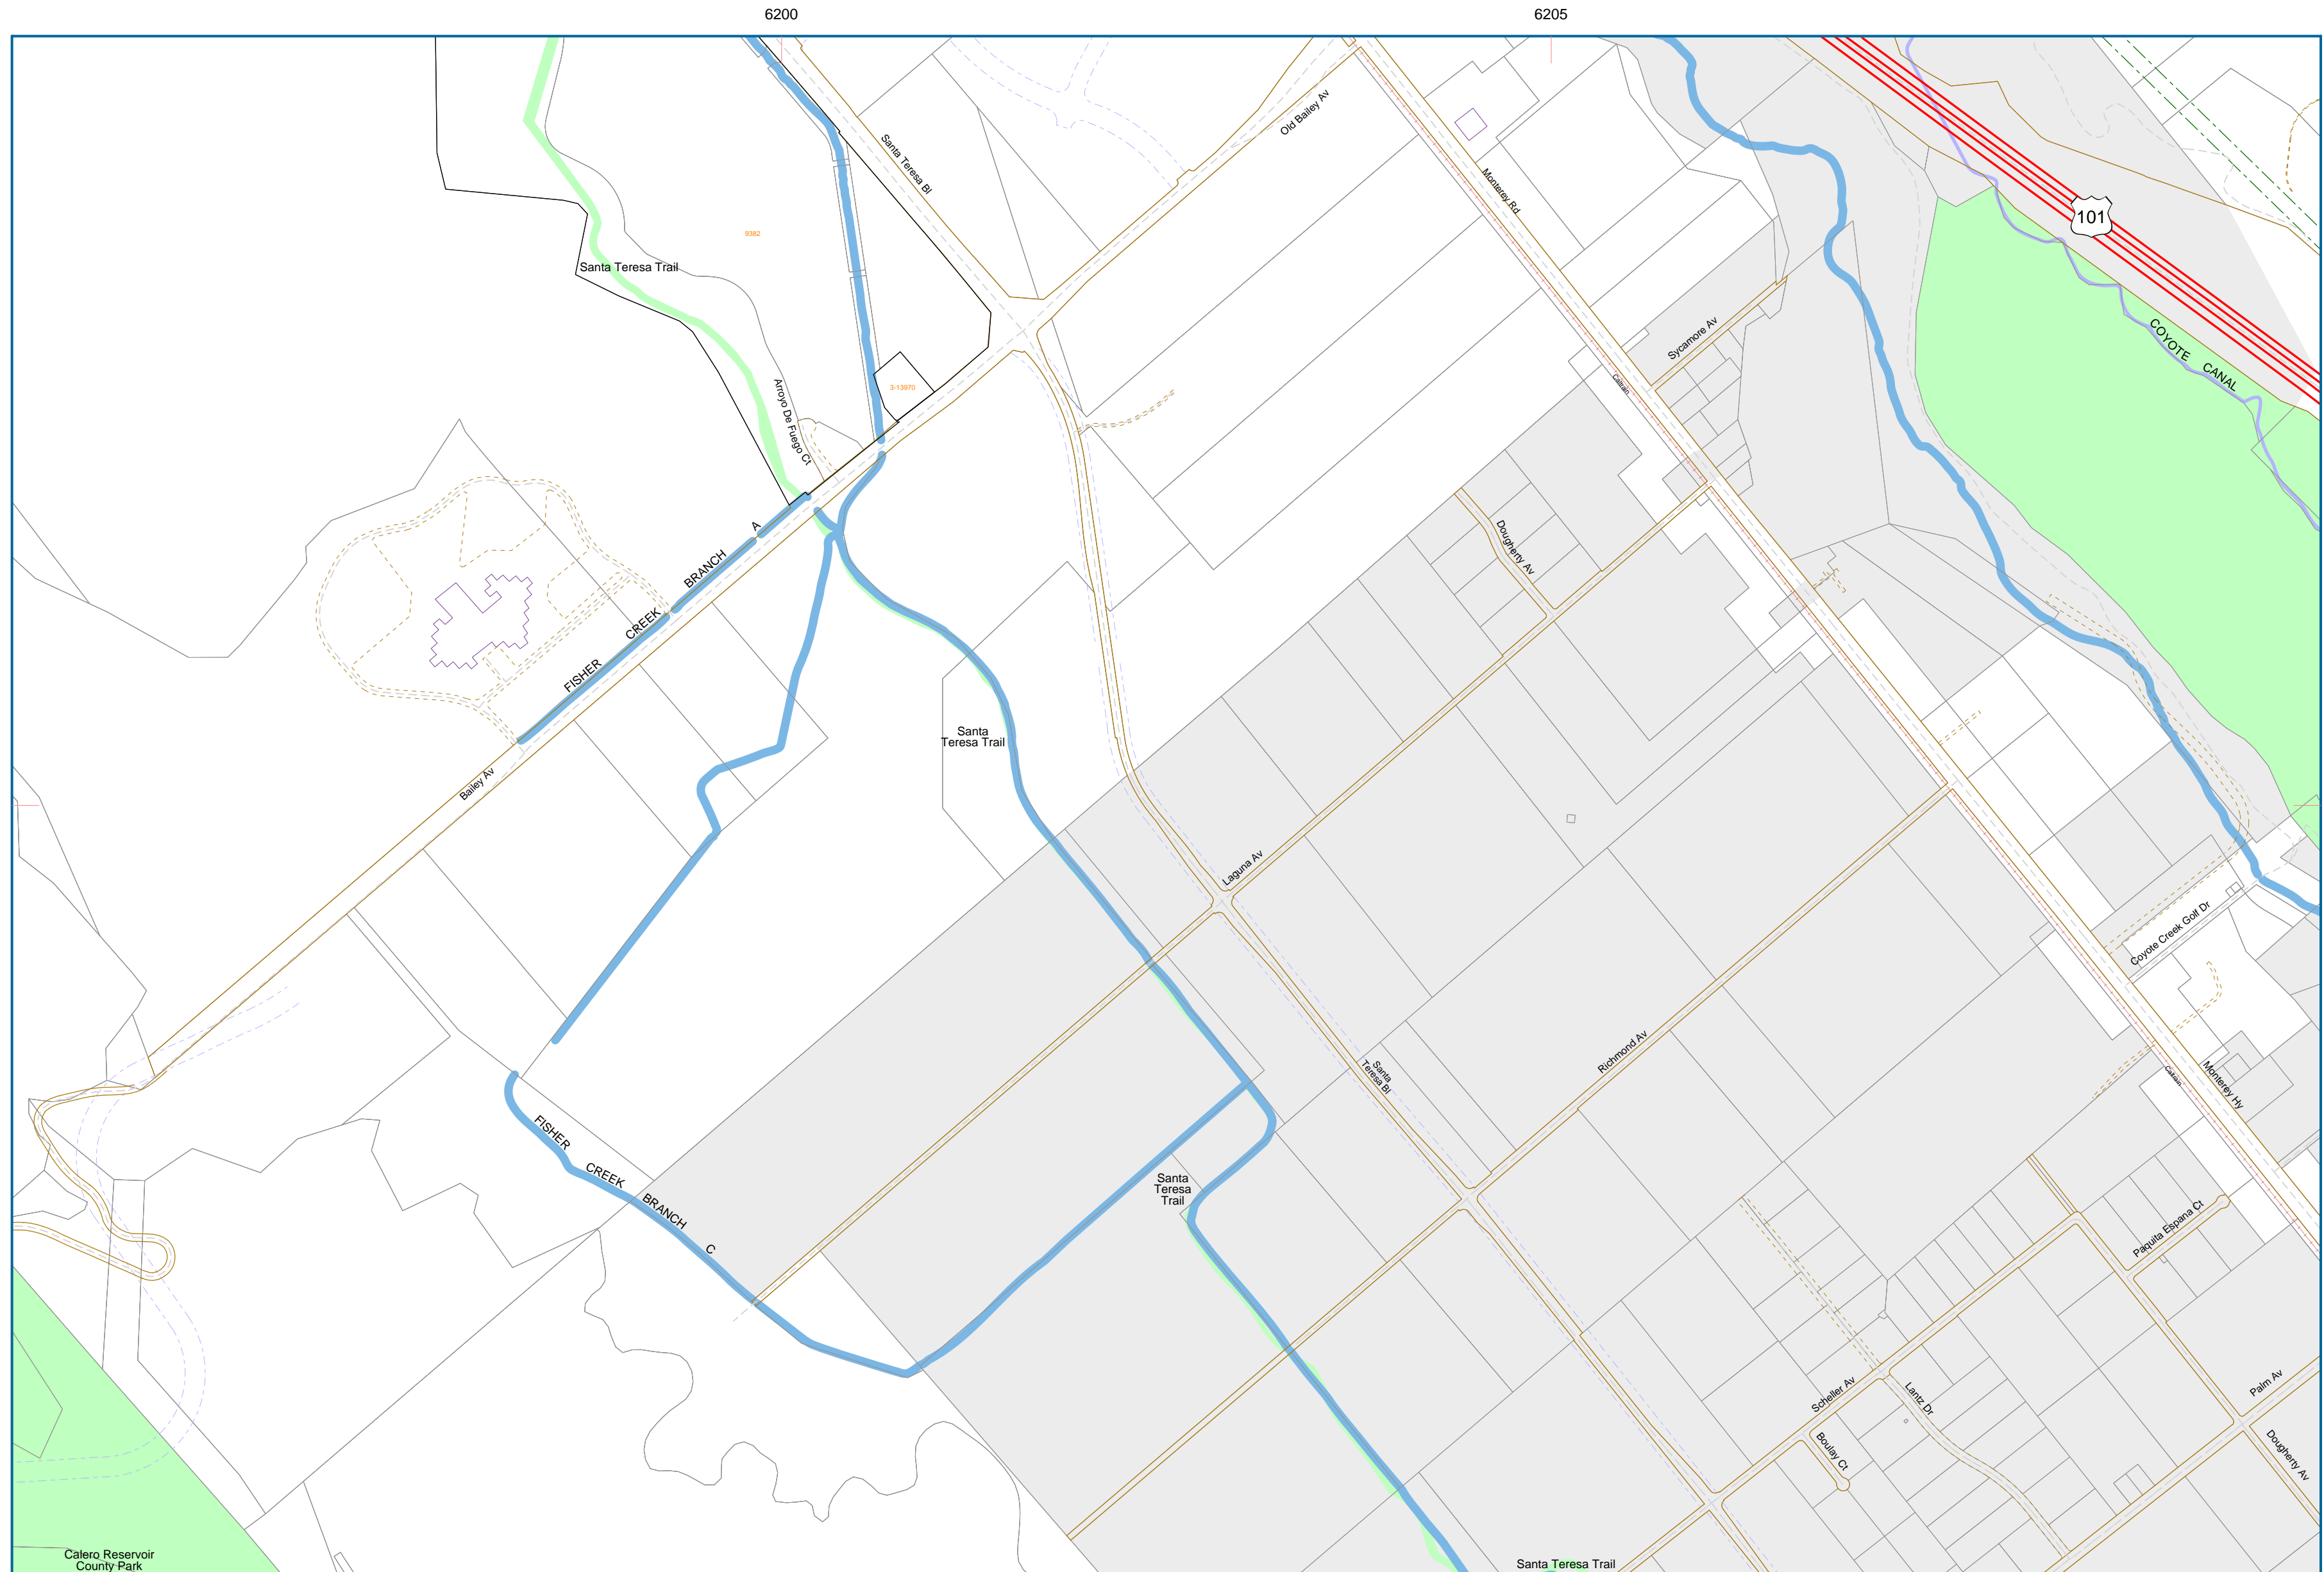 6200
6205
Old Bailey Av
Santa Teresa Bl
Monterey Rd
101
9382
Santa Teresa Trail
COYOTE CANAL
Sycamore Av
Caltrain
3-13970
Arroyo De Fuego Ct
FISHER CREEK BRANCH A
Dougherty Av
Santa
Teresa Trail
Bailey Av
Laguna Av
Coyote Creek Golf Dr
Richmond Av
Santa
Teresa Bl
Caltrain
Monterey Hy
FISHER CREEK BRANCH C
Santa
Teresa
Trail
Paquita Espana Ct
Scheller Av
Lantz Dr
Palm Av
Boulay Ct
Dougherty Av
Calero Reservoir
County Park
Santa Teresa Trail